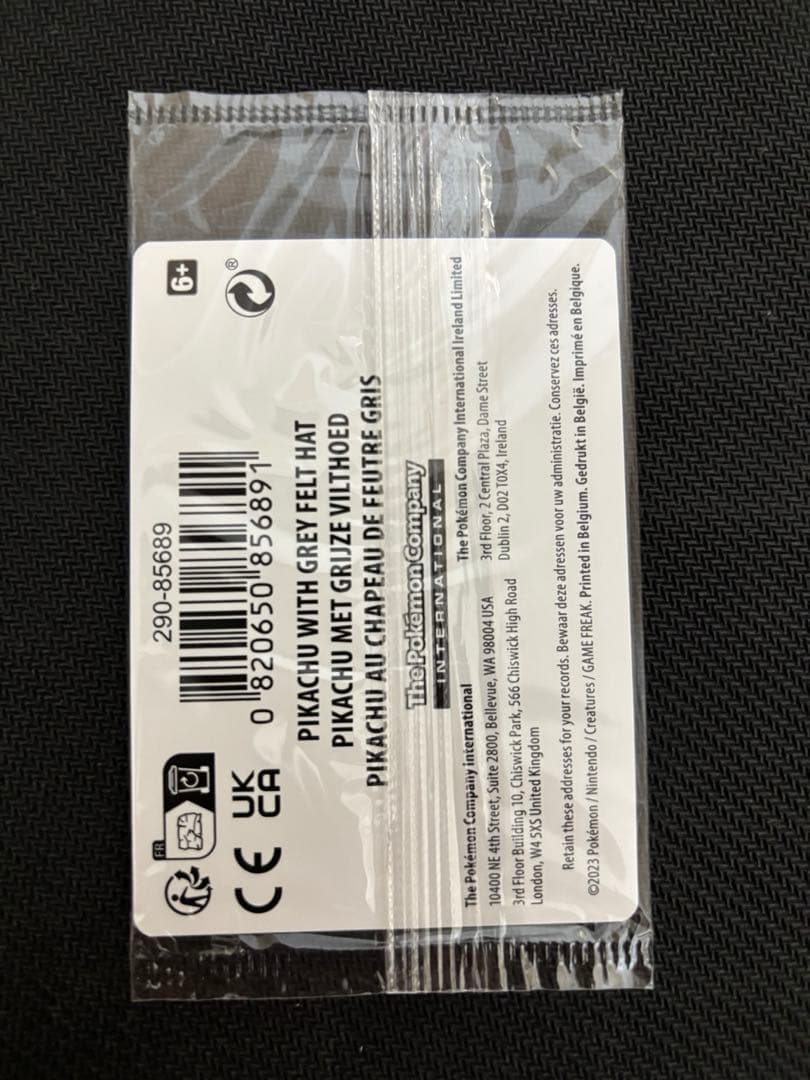 6+
®
290-85689
0 820650 856891
FR
CE
UK
CA
PIKACHU WITH GREY FELT HAT
PIKACHU MET GRIJZE VILTHOED
PIKACHU AU CHAPEAU DE FEUTRE GRIS
The Pokémon Company
INTERNATIONAL
The Pokémon Company International
10400 NE 4th Street, Suite 2800, Bellevue, WA 98004 USA
3rd Floor Building 10, Chiswick Park, 566 Chiswick High Road
London, W4 5XS United Kingdom
The Pokémon Company International Ireland Limited
3rd Floor, 2 Central Plaza, Dame Street
Dublin 2, D02 T0X4, Ireland
Retain these addresses for your records. Bewaar deze adressen voor uw administratie. Conservez ces adresses.
©2023 Pokémon / Nintendo / Creatures / GAME FREAK. Printed in Belgium. Gedrukt in België. Imprimé en Belgique.